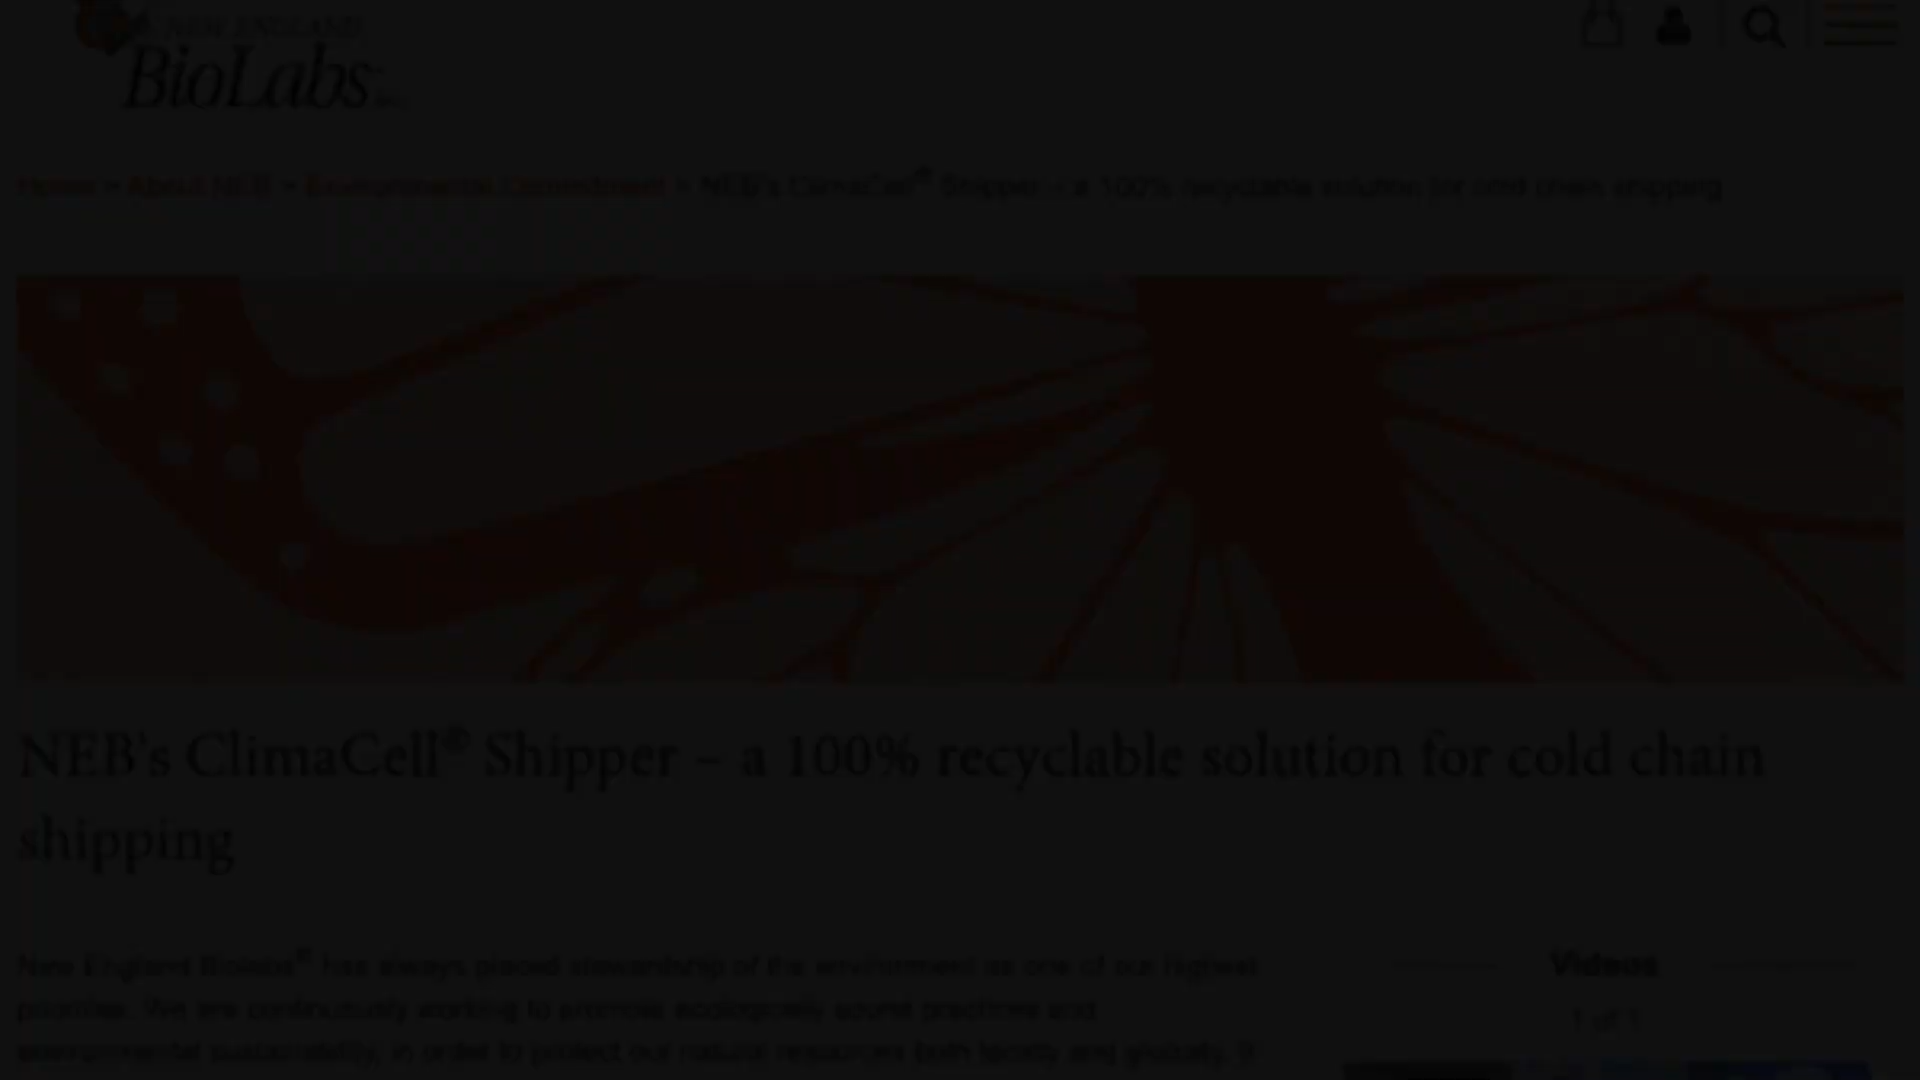 NEW ENGLAND
BioLabs
Home > About NEB > Environmental Commitment > NEB's ClimaCell® Shipper – a 100% recyclable solution for cold chain shipping
NEB's ClimaCell® Shipper – a 100% recyclable solution for cold chain
shipping
New England Biolabs® has always placed stewardship of the environment as one of our highest
priorities. We are continuously working to promote ecologically sound practices and
environmental sustainability, in order to protect our natural resources both locally and globally. It
Videos
1 of 1